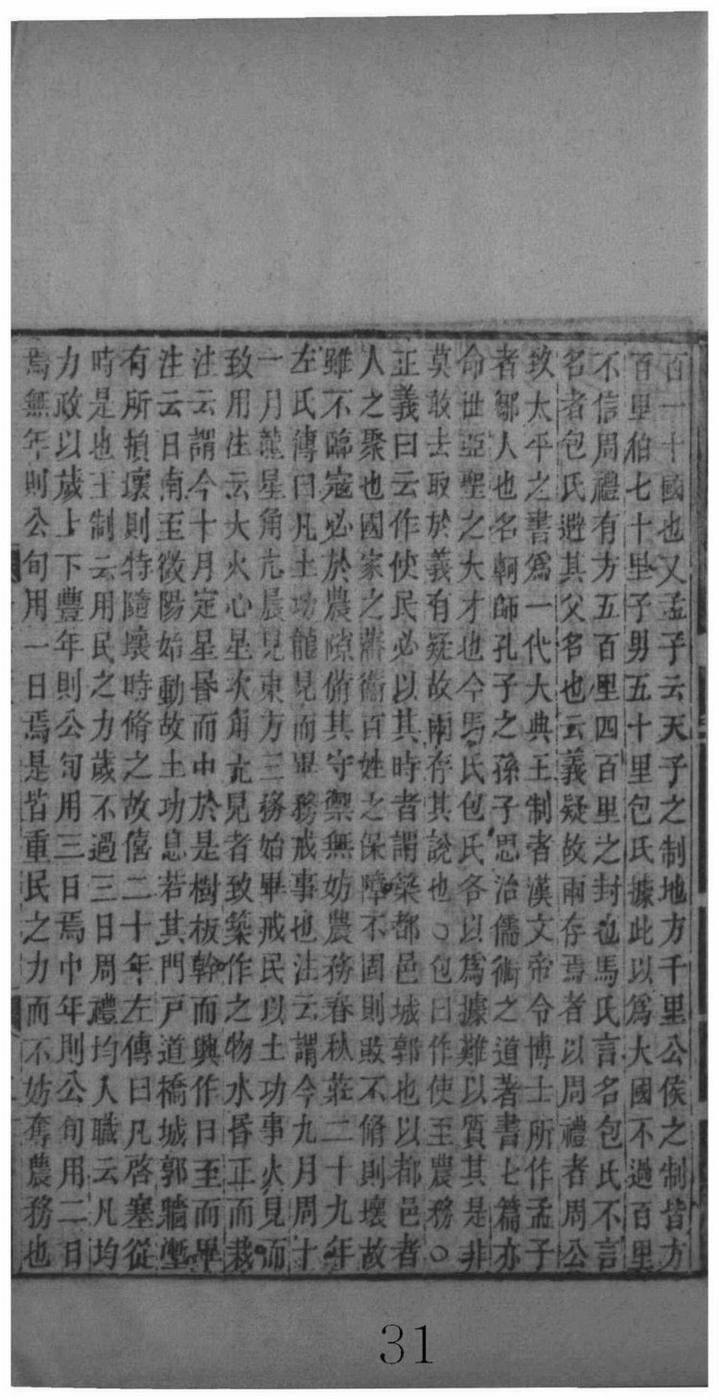 百一十國也又孟子云天子之制地方千里公侯之制皆方
百里伯七十里子男五十里包氏據此以爲大國不過百里
不信周禮有方五百里四百里之封也馬氏言名包氏不言
名者包氏避其父名也云義疑故兩存焉者以周禮者周公
致太平之書爲一代大典王制者漢文帝令博士所作孟子
者鄒人也名軻師孔子之孫子思治儒術之道著書七篇亦
命世亞聖之大才也今馬氏包氏各以爲據難以質其是非
莫敢去取於義有疑故兩存其說也○包曰作使至農務○
正義曰云作使民必以其時者謂築都邑城郭也以都邑者
人之聚也國家之藩衛百姓之保障不固則敗不脩則壞故
雖不臨寇必於農隙脩其守禦無妨農務春秋莊二十九年
左氏傳曰凡土功龍見而畢務戒事也注云謂今九月周十
一月龍星角亢晨見東方三務始畢戒民以土功事火見而
致用注云大火心星次角亢見者致築作之物水昏正而栽
注云謂今十月定星昏而中於是樹板幹而興作日至而畢
注云日南至微陽始動故土功息若其門戸道橋城郭牆塹
有所損壞則特隨壞時脩之故僖二十年左傳曰凡啓塞從
時是也王制云用民之力歲不過三日周禮均人職云凡均
力政以歲上下豐年則公旬用三日焉中年則公旬用二日
焉無年則公旬用一日焉是皆重民之力而不妨奪農務也
31